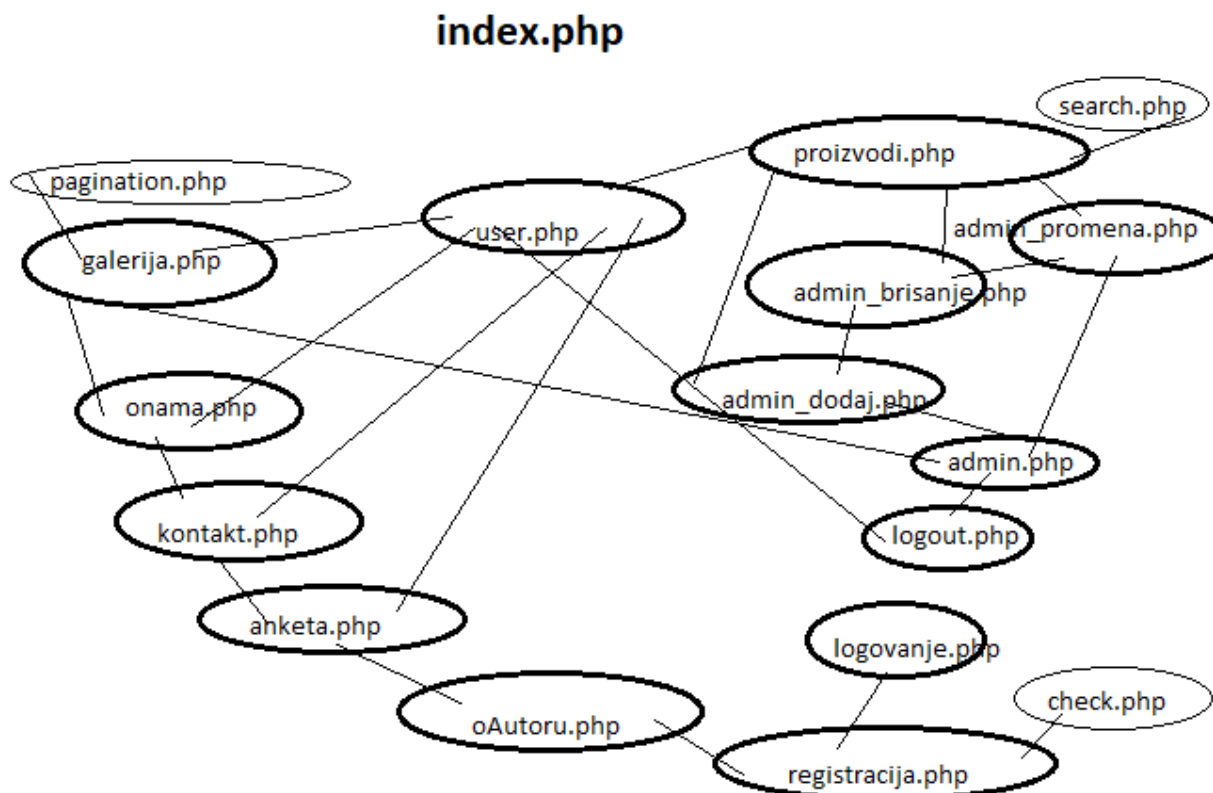 index.php
search.php
proizvodi.php
pagination.php
user.php
admin_promena.php
galerija.php
admin_brisanje.php
onama.php
admin_dodaj.php
admin.php
kontakt.php
logout.php
anketa.php
logovanje.php
check.php
oAutoru.php
registracija.php